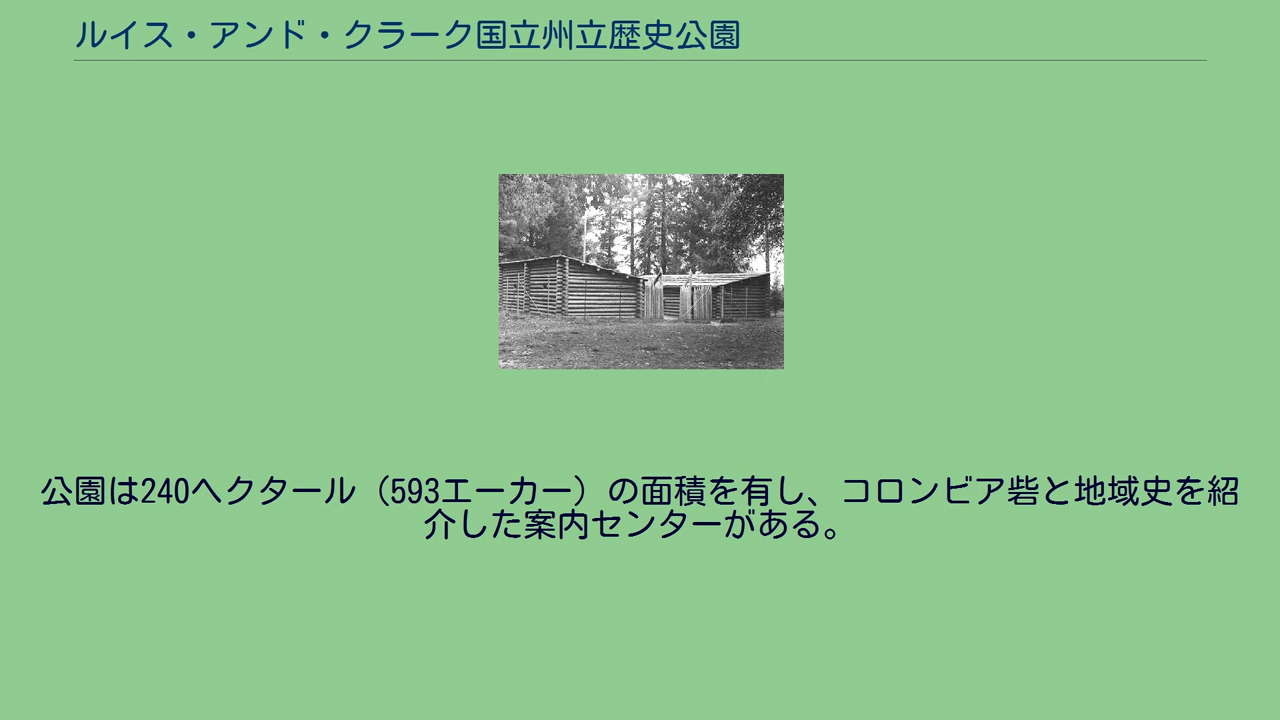 ルイス・アンド・クラーク国立州立歴史公園
公園は240ヘクタール（593エーカー）の面積を有し、コロンビア砦と地域史を紹
介した案内センターがある。